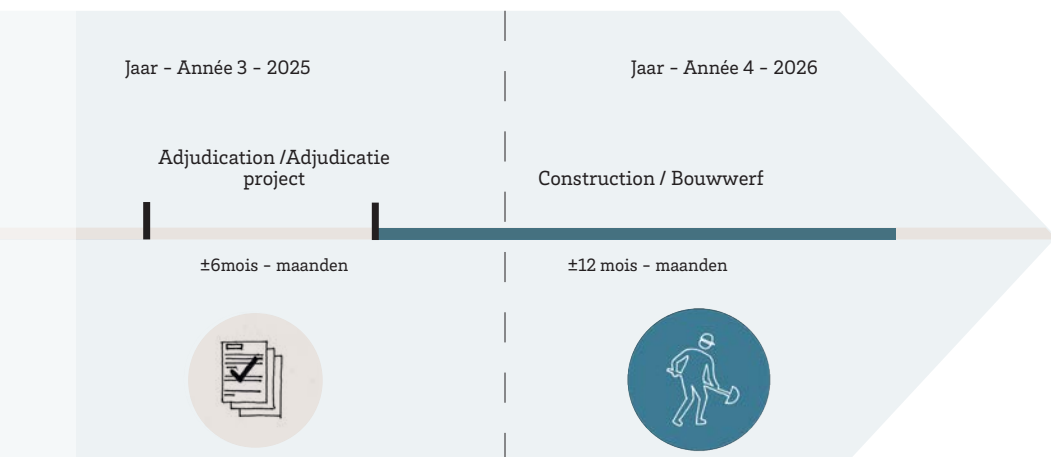 Jaar - Année 3 - 2025
Jaar - Année 4 - 2026
Adjudication /Adjudicatie
project
Construction / Bouwwerf
±6mois - maanden
±12 mois - maanden